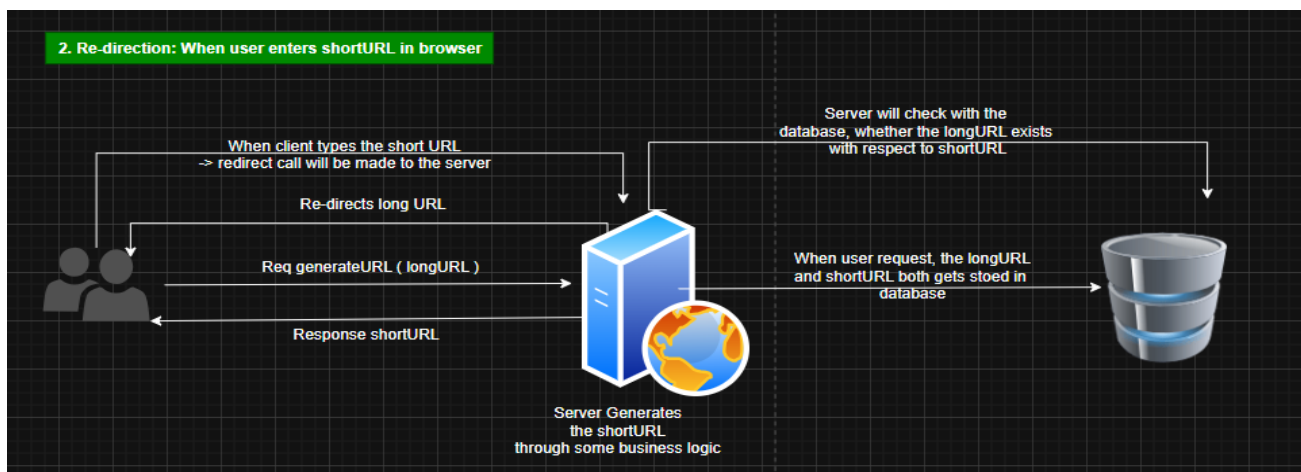 2. Re-direction: When user enters shortURL in browser
When client types the short URL
-> redirect call will be made to the server
Server will check with the
database, whether the longURL exists
with respect to shortURL
Re-directs long URL
Req generateURL ( longURL )
When user request, the longURL
and shortURL both gets stoed in
database
Response shortURL
Server Generates
the shortURL
through some business logic